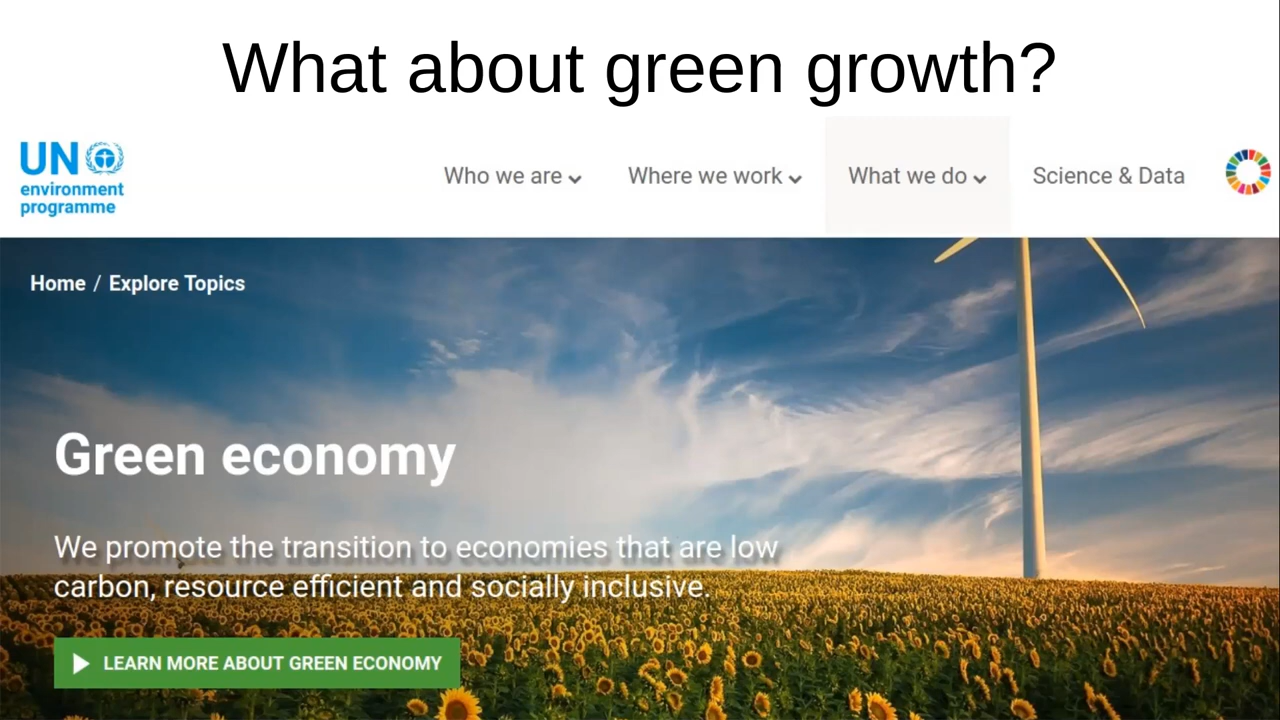 What about green growth?
UN
environment
programme
Who we are
Where we work
What we do
Science & Data
Home / Explore Topics
Green economy
We promote the transition to economies that are low
carbon, resource efficient and socially inclusive.
LEARN MORE ABOUT GREEN ECONOMY